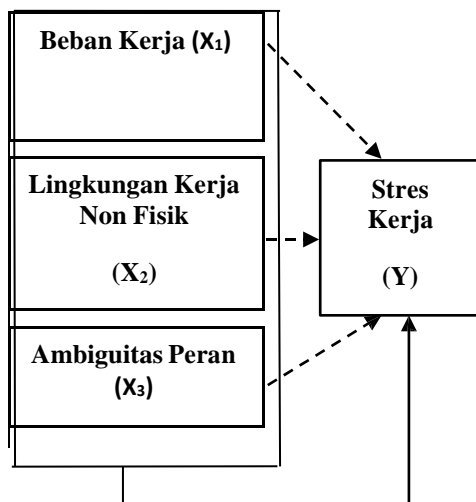 Beban Kerja (X₁)
Lingkungan Kerja
Non Fisik
(X₂)
Ambiguitas Peran
(X₃)
Stres
Kerja
(Y)